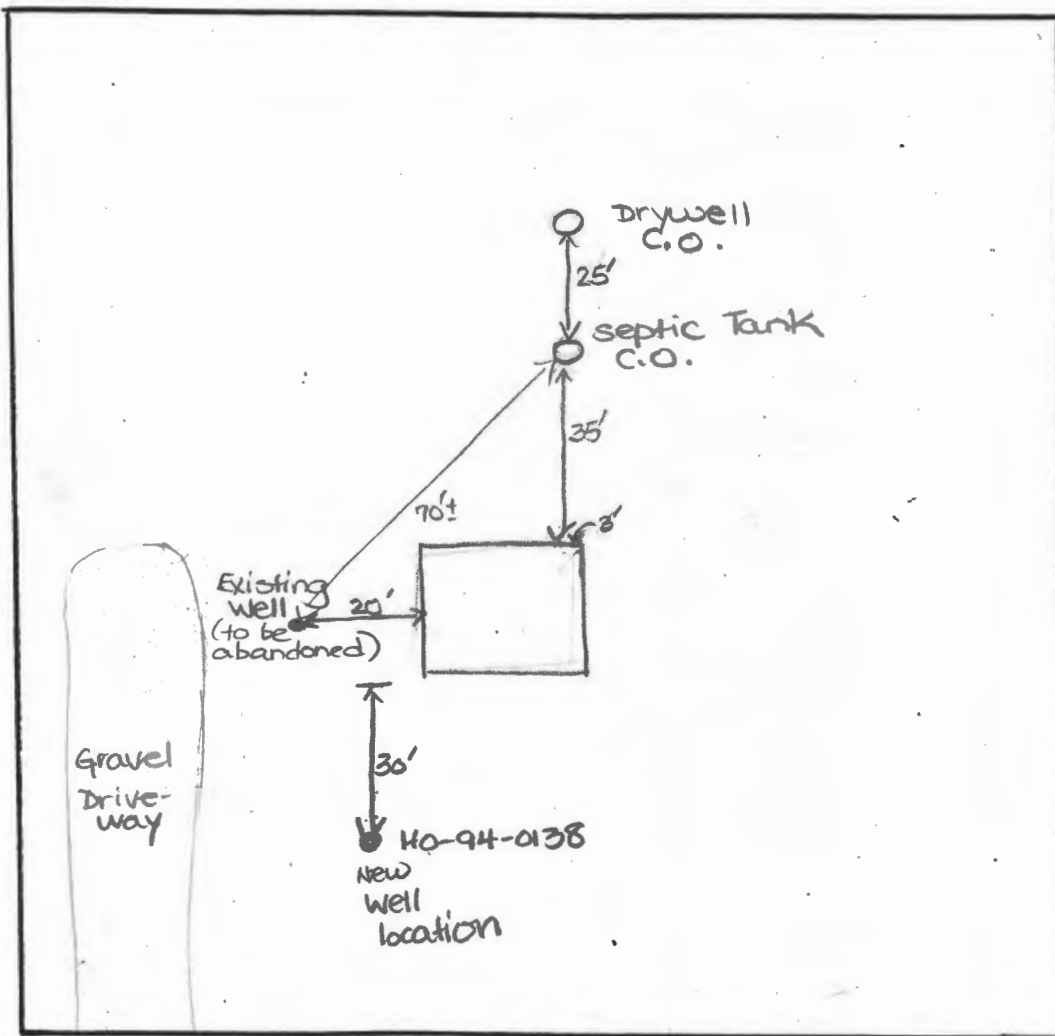 Drywell
C.O.
25'
septic Tank
C.O.
35'
70'±
3'
Existing
well
(to be
abandoned)
20'
Gravel
Drive-
way
30'
HO-94-0138
New
Well
location